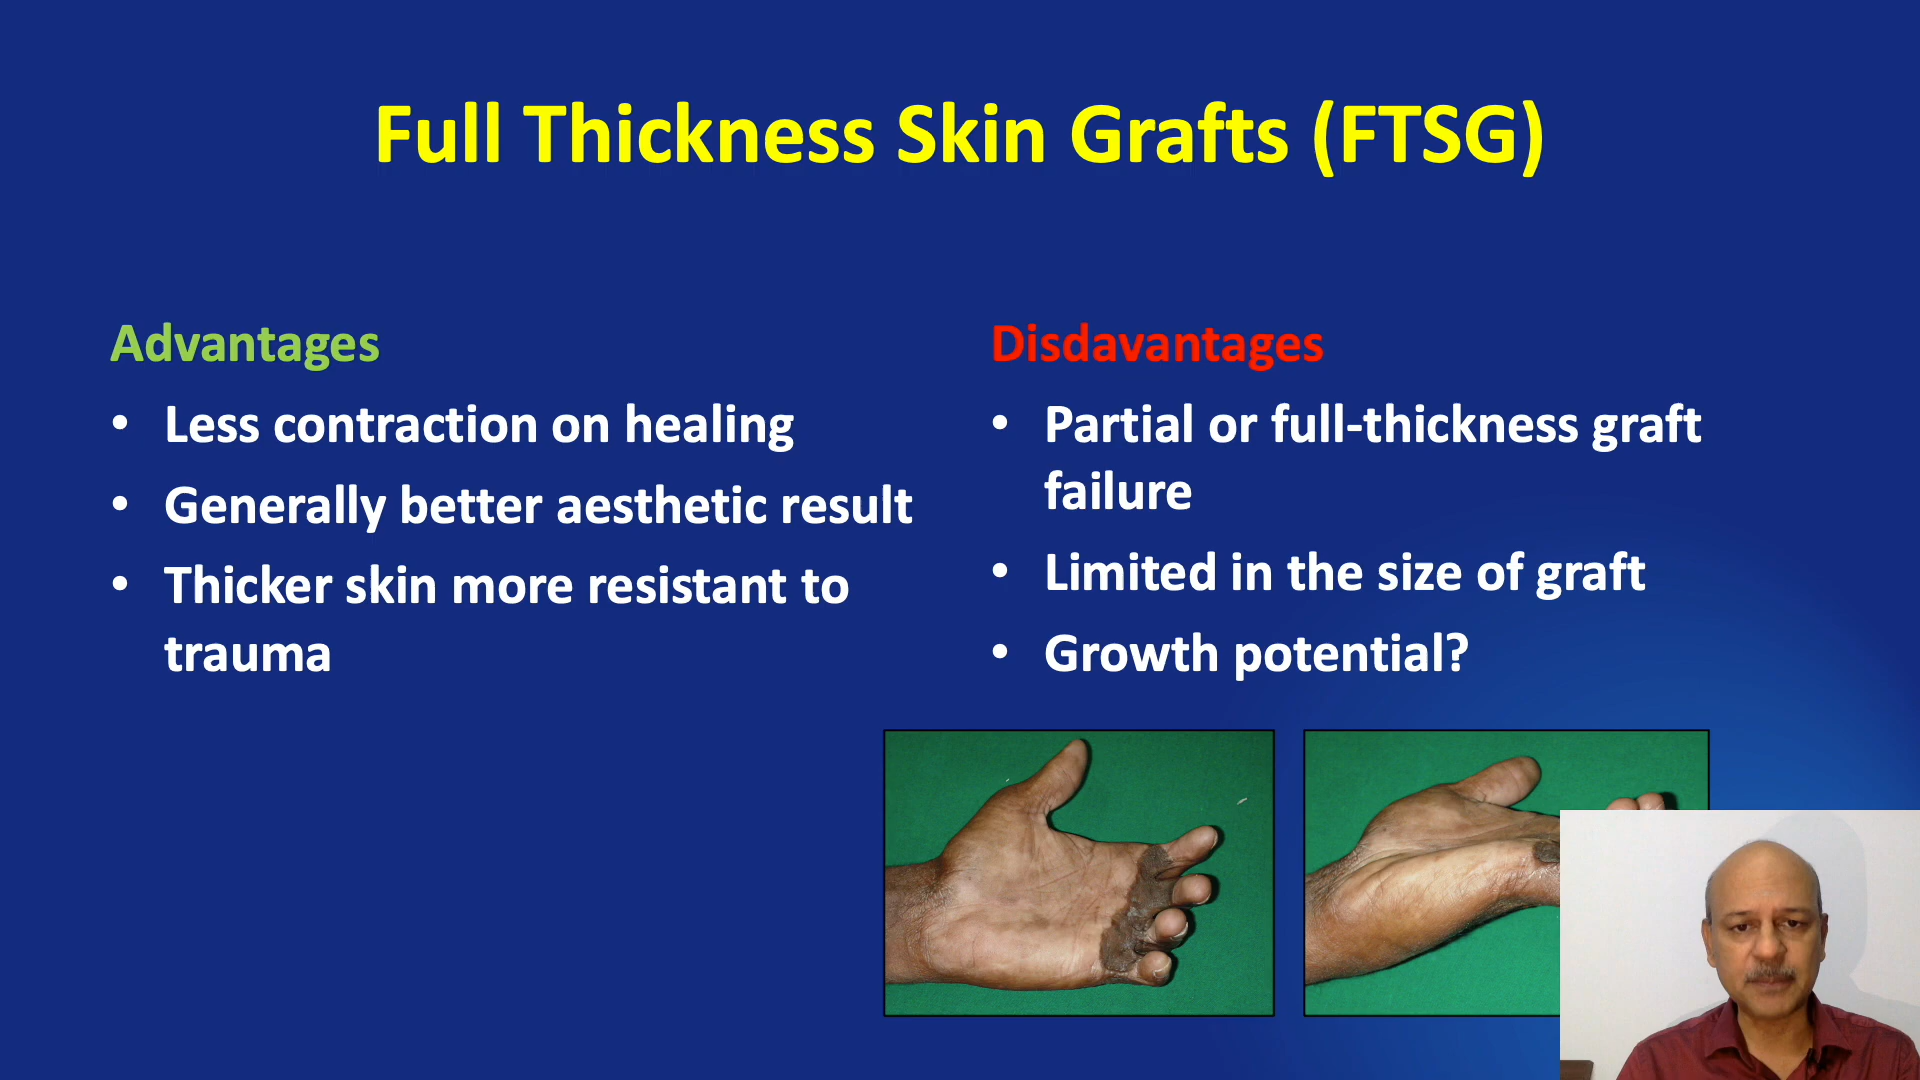 Full Thickness Skin Grafts (FTSG)
Advantages
• Less contraction on healing
• Generally better aesthetic result
• Thicker skin more resistant to
trauma
Disdavantages
• Partial or full-thickness graft
failure
• Limited in the size of graft
• Growth potential?